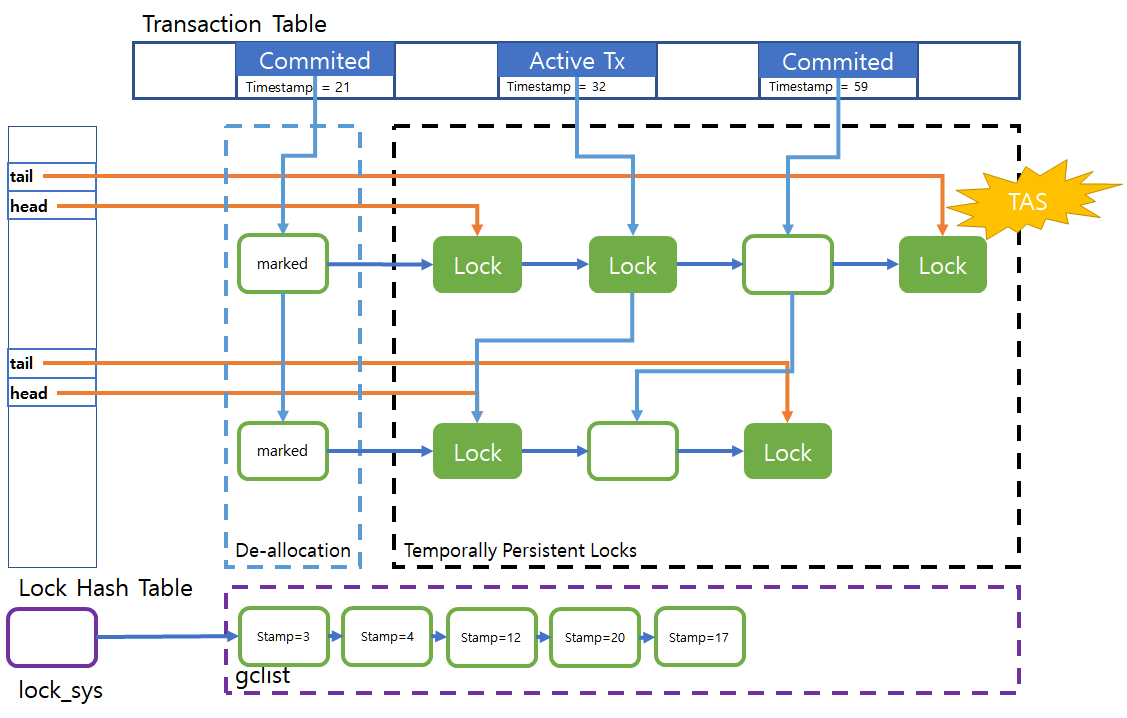 Transaction Table
Commited
Active Tx
Commited
Timestamp = 21
Timestamp = 32
Timestamp = 59
tail
head
TAS
marked
Lock
Lock
Lock
tail
head
marked
Lock
Lock
De-allocation
Temporally Persistent Locks
Lock Hash Table
Stamp=3
Stamp=4
Stamp=12
Stamp=20
Stamp=17
gclist
lock_sys